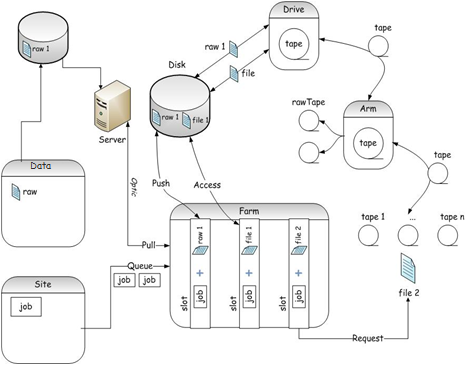 Drive
tape
raw 1
file
tape
raw 1
Disk
raw 1
file 1
Server
Arm
tape
rawTape
tape
Data
raw
Optic
Push
Access
tape 1
...
tape n
Farm
raw 1
file 1
file 2
Pull
Queue
job
job
+
+
+
job
job
job
slot
slot
slot
Site
job
file 2
Request